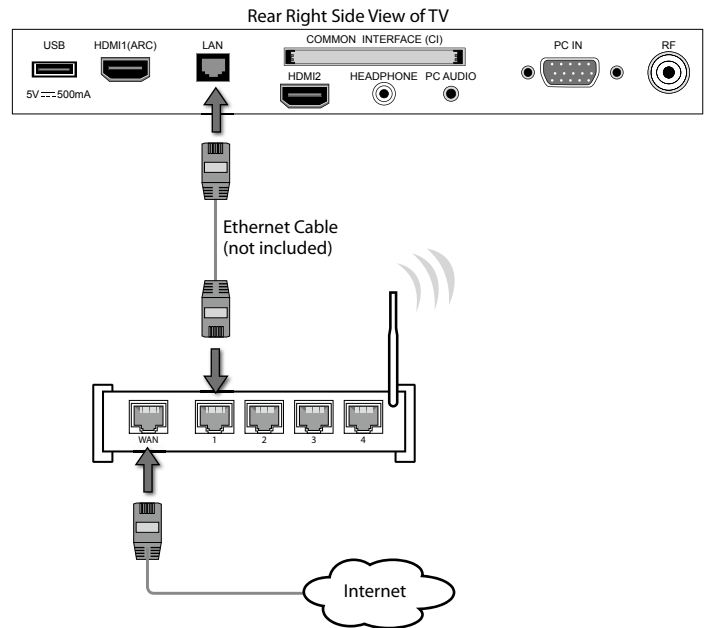 Rear Right Side View of TV
USB
HDMI1(ARC)
LAN
COMMON INTERFACE (CI)
PC IN
RF
HDMI2
HEADPHONE
PC AUDIO
5V⎓500mA
Ethernet Cable
(not included)
WAN
1
2
3
4
Internet